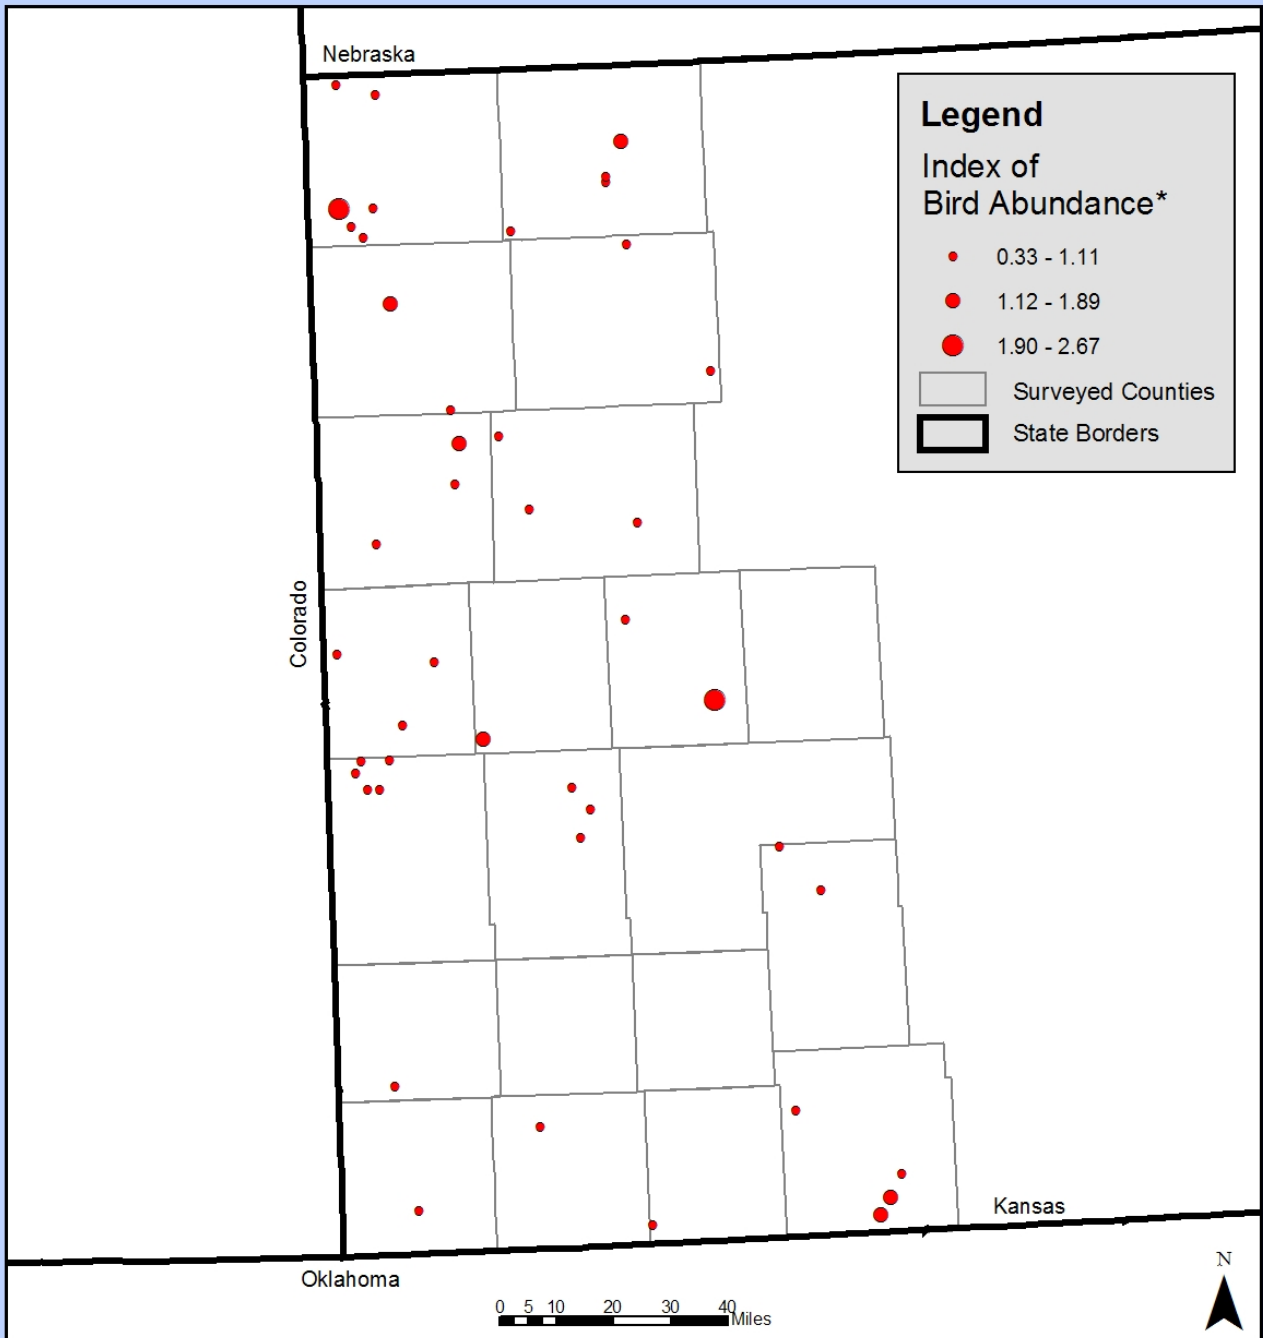 Nebraska
Legend
Index of
Bird Abundance*
0.33 - 1.11
1.12 - 1.89
1.90 - 2.67
Surveyed Counties
State Borders
Colorado
Kansas
Oklahoma
N
0 5 10 20 30 40
Miles